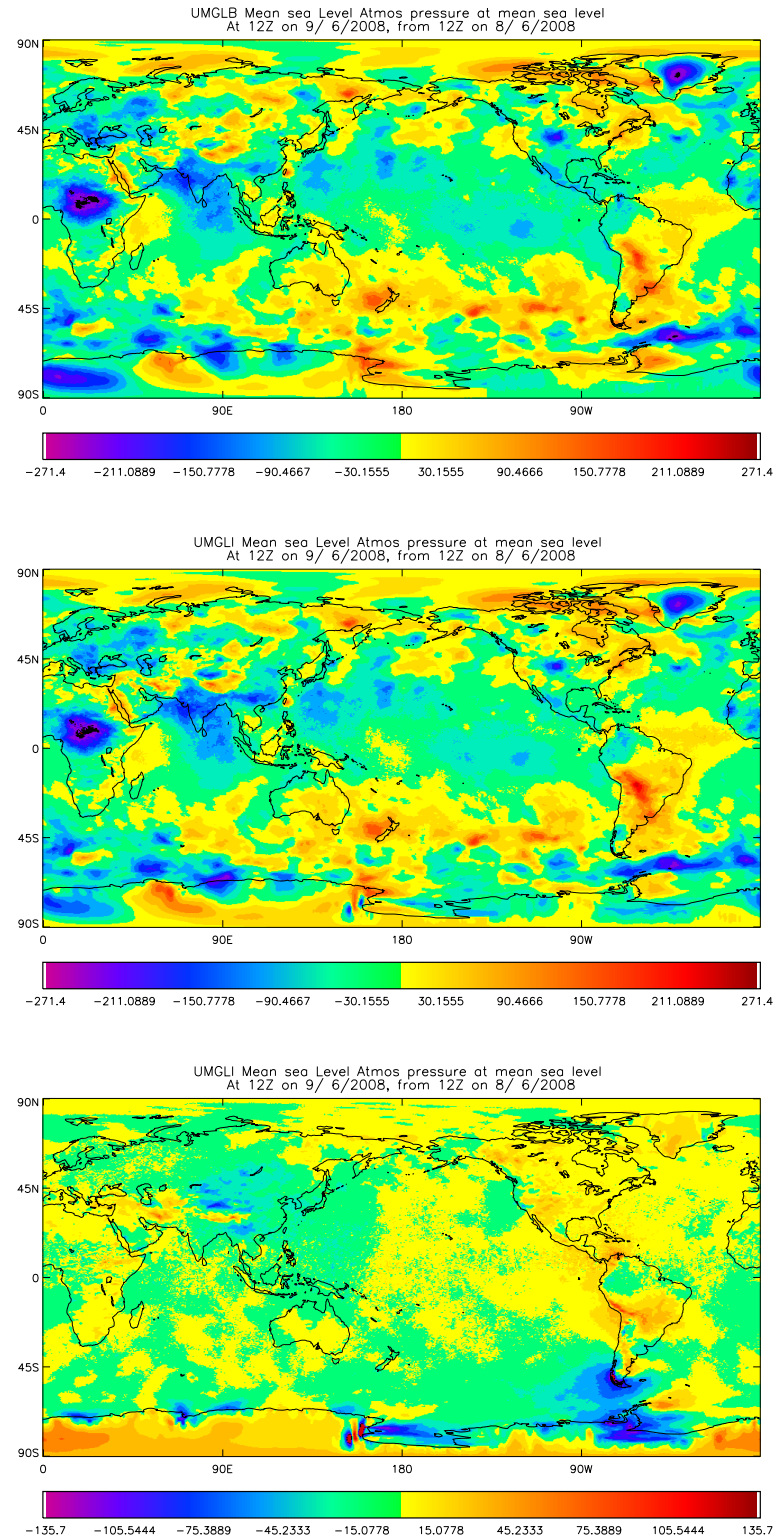 UMGLB Mean sea Level Atmos pressure at mean sea level
At 12Z on 9/ 6/2008, from 12Z on 8/ 6/2008
90N
45N
0
45S
90S
0 90E 180 90W
-271.4 -211.0889 -150.7778 -90.4667 -30.1555 30.1555 90.4666 150.7778 211.0889 271.4
UMGLI Mean sea Level Atmos pressure at mean sea level
At 12Z on 9/ 6/2008, from 12Z on 8/ 6/2008
90N
45N
0
45S
90S
0 90E 180 90W
-271.4 -211.0889 -150.7778 -90.4667 -30.1555 30.1555 90.4666 150.7778 211.0889 271.4
UMGLI Mean sea Level Atmos pressure at mean sea level
At 12Z on 9/ 6/2008, from 12Z on 8/ 6/2008
90N
45N
0
45S
90S
0 90E 180 90W
-135.7 -105.5444 -75.3889 -45.2333 -15.0778 15.0778 45.2333 75.3889 105.5444 135.7